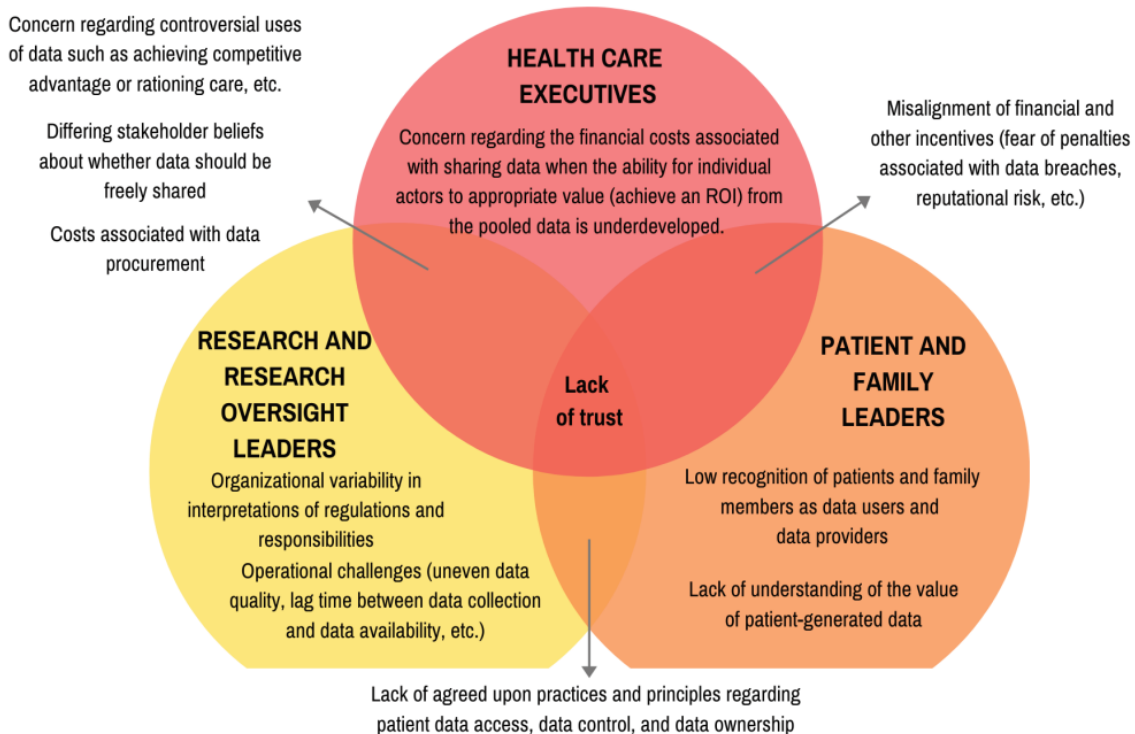 Concern regarding controversial uses
of data such as achieving competitive
advantage or rationing care, etc.
Differing stakeholder beliefs
about whether data should be
freely shared
Costs associated with data
procurement
HEALTH CARE
EXECUTIVES
Concern regarding the financial costs associated
with sharing data when the ability for individual
actors to appropriate value (achieve an ROI) from
the pooled data is underdeveloped.
Misalignment of financial and
other incentives (fear of penalties
associated with data breaches,
reputational risk, etc.)
RESEARCH AND
RESEARCH
OVERSIGHT
LEADERS
Organizational variability in
interpretations of regulations and
responsibilities
Operational challenges (uneven data
quality, lag time between data collection
and data availability, etc.)
Lack
of trust
PATIENT AND
FAMILY
LEADERS
Low recognition of patients and family
members as data users and
data providers
Lack of understanding of the value
of patient-generated data
Lack of agreed upon practices and principles regarding
patient data access, data control, and data ownership